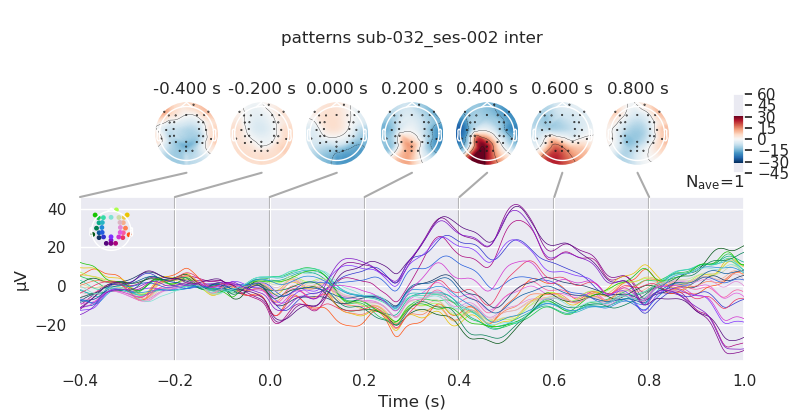 patterns sub-032_ses-002 inter
-0.400 s -0.200 s 0.000 s 0.200 s 0.400 s 0.600 s 0.800 s
60
45
30
15
0
−15
−30
−45
Nave=1
40
20
0
−20
µV
−0.4 −0.2 0.0 0.2 0.4 0.6 0.8 1.0
Time (s)